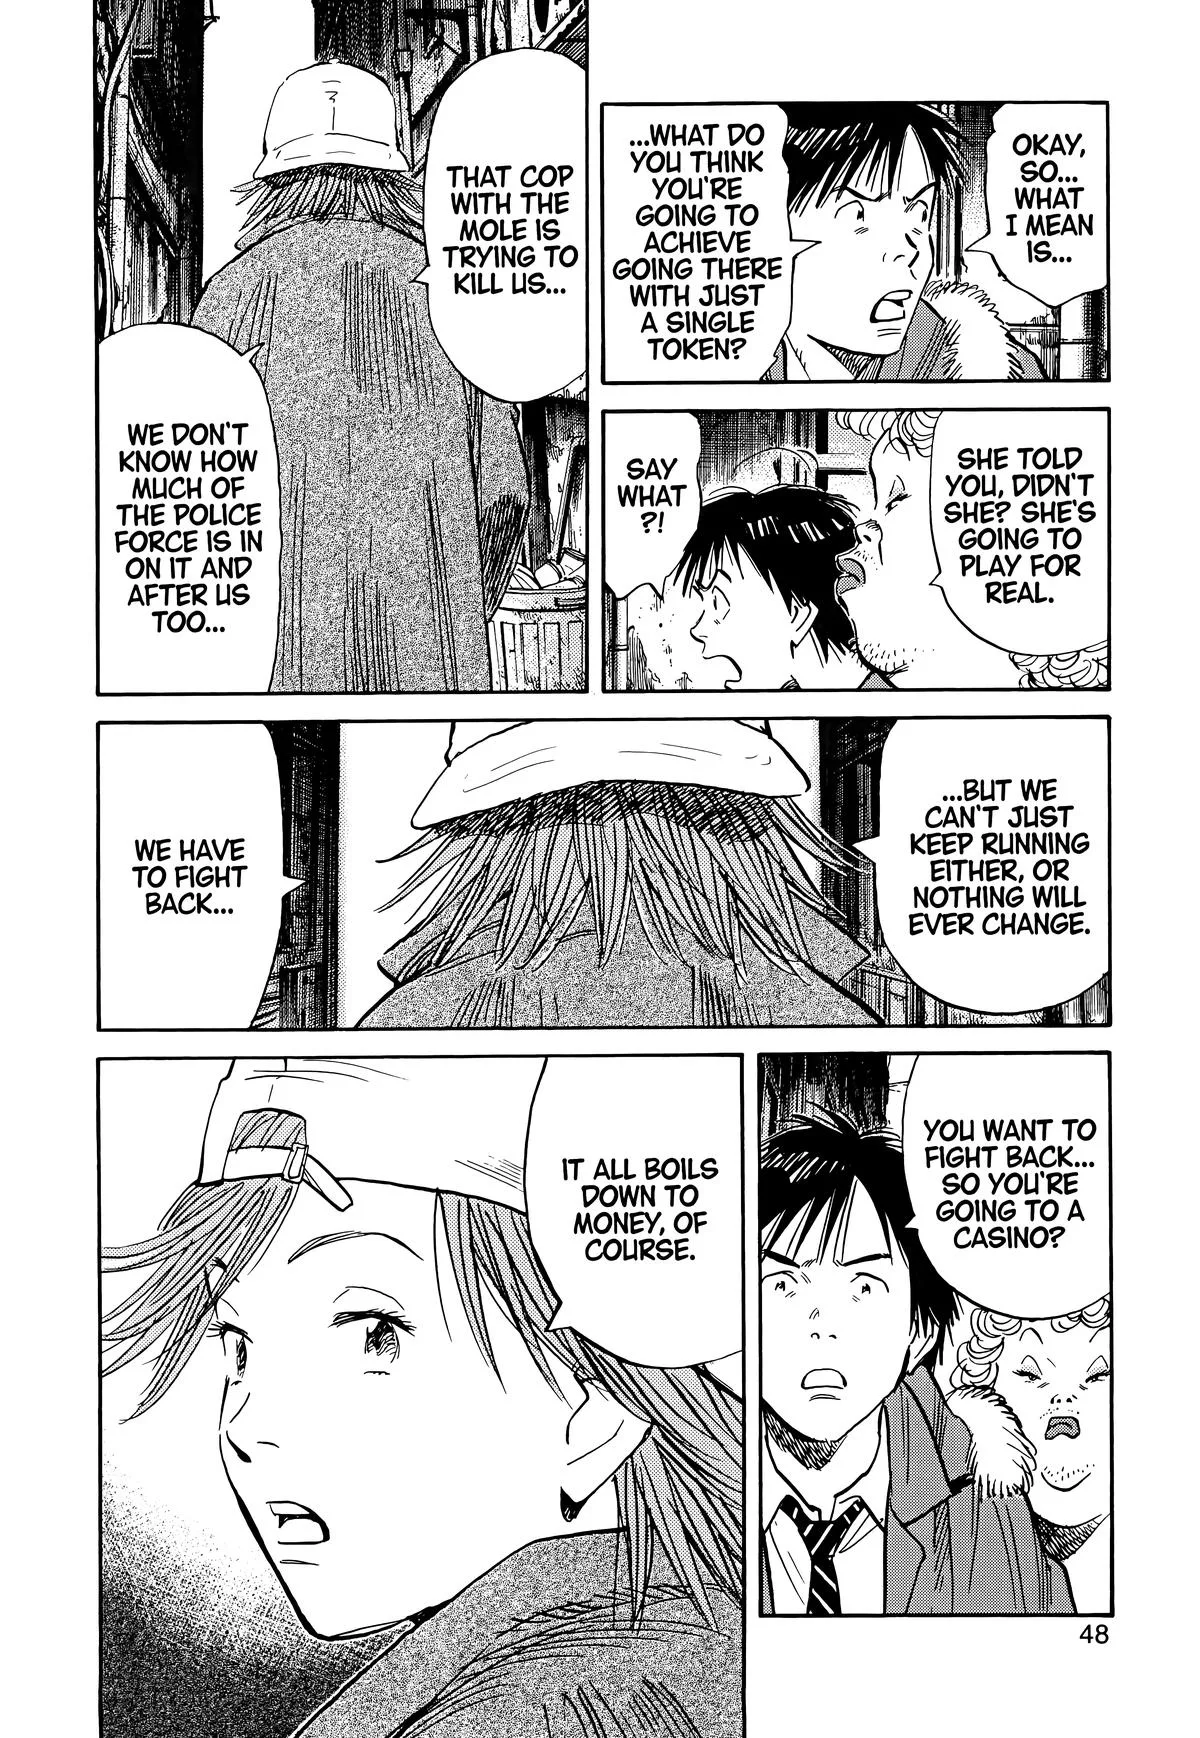 OKAY,
SO...
WHAT
I MEAN
IS...
...WHAT DO
YOU THINK
YOU'RE
GOING TO
ACHIEVE
GOING THERE
WITH JUST
A SINGLE
TOKEN?
SHE TOLD
YOU, DIDN'T
SHE? SHE'S
GOING TO
PLAY FOR
REAL.
SAY
WHAT
?!
THAT COP
WITH THE
MOLE IS
TRYING TO
KILL US...
WE DON'T
KNOW HOW
MUCH OF
THE POLICE
FORCE IS IN
ON IT AND
AFTER US
TOO...
...BUT WE
CAN'T JUST
KEEP RUNNING
EITHER, OR
NOTHING WILL
EVER CHANGE.
WE HAVE
TO FIGHT
BACK...
YOU WANT TO
FIGHT BACK...
SO YOU'RE
GOING TO A
CASINO?
IT ALL BOILS
DOWN TO
MONEY, OF
COURSE.
48